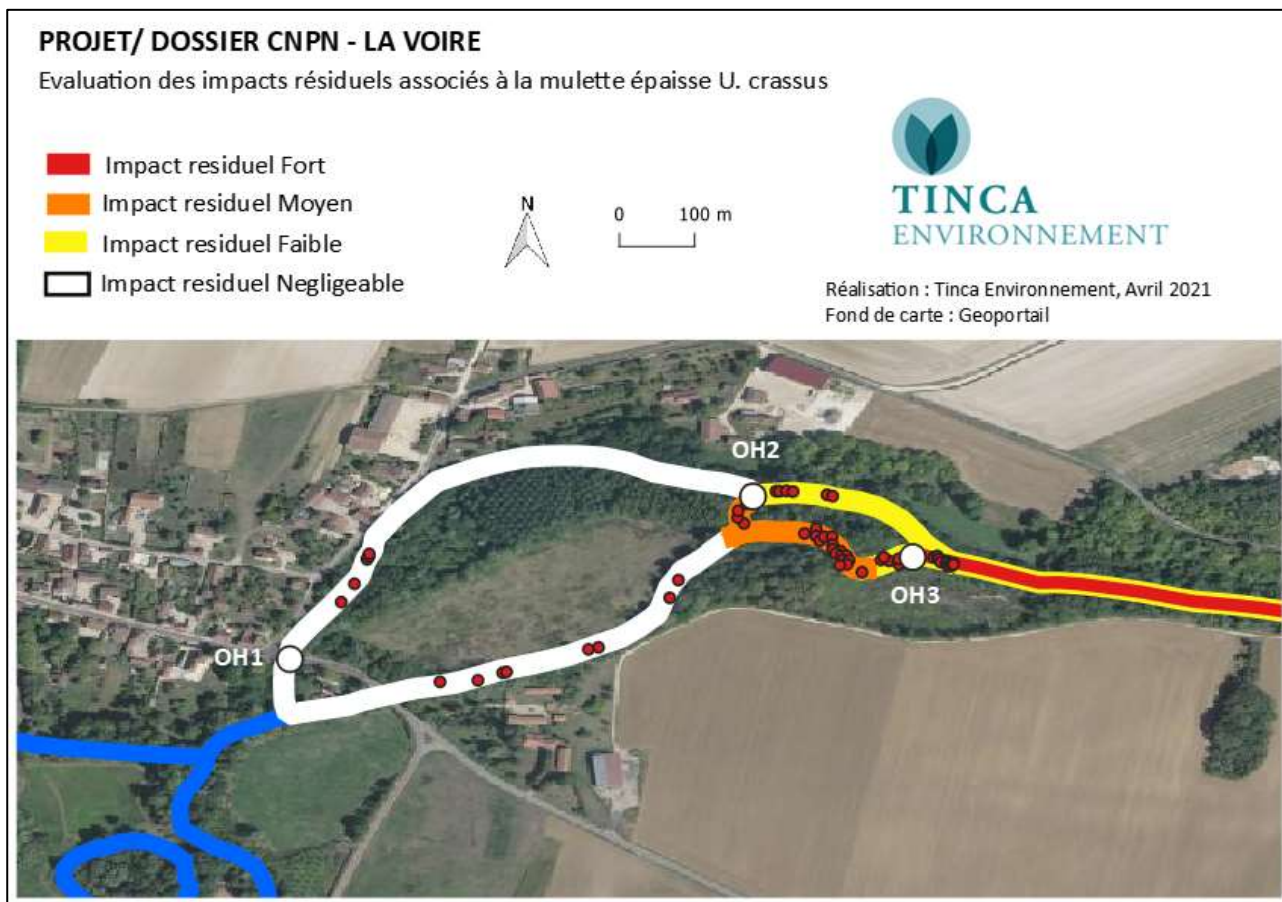 PROJET/ DOSSIER CNPN - LA VOIRE
Evaluation des impacts résiduels associés à la mulette épaisse U. crassus
Impact residuel Fort
Impact residuel Moyen
Impact residuel Faible
Impact residuel Negligeable
N
0 100 m
TINCA
ENVIRONNEMENT
Réalisation : Tinca Environnement, Avril 2021
Fond de carte : Geoportail
OH2
OH3
OH1